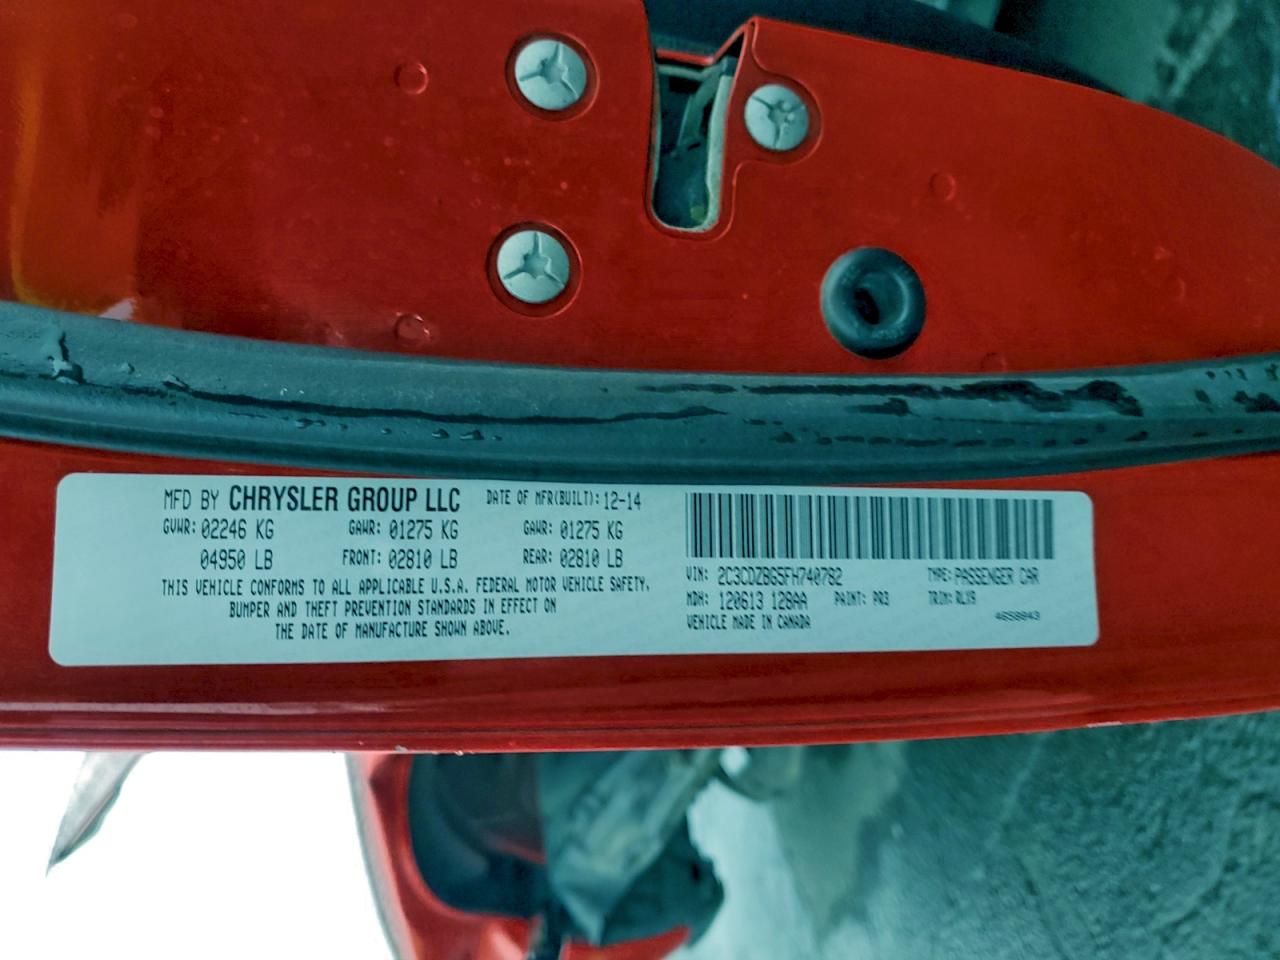 MFD BY CHRYSLER GROUP LLC DATE OF MFR(BUILT): 12-14
GVWR: 02246 KG GAWR: 01275 KG GAWR: 01275 KG
04950 LB FRONT: 02810 LB REAR: 02810 LB
THIS VEHICLE CONFORMS TO ALL APPLICABLE U.S.A. FEDERAL MOTOR VEHICLE SAFETY,
BUMPER AND THEFT PREVENTION STANDARDS IN EFFECT ON
THE DATE OF MANUFACTURE SHOWN ABOVE.
VIN: 2C3CDZBG5FH740782 TYPE: PASSENGER CAR
MDH: 120613 128AA PAINT: PR3 TRIM: RLX9
VEHICLE MADE IN CANADA 4658843